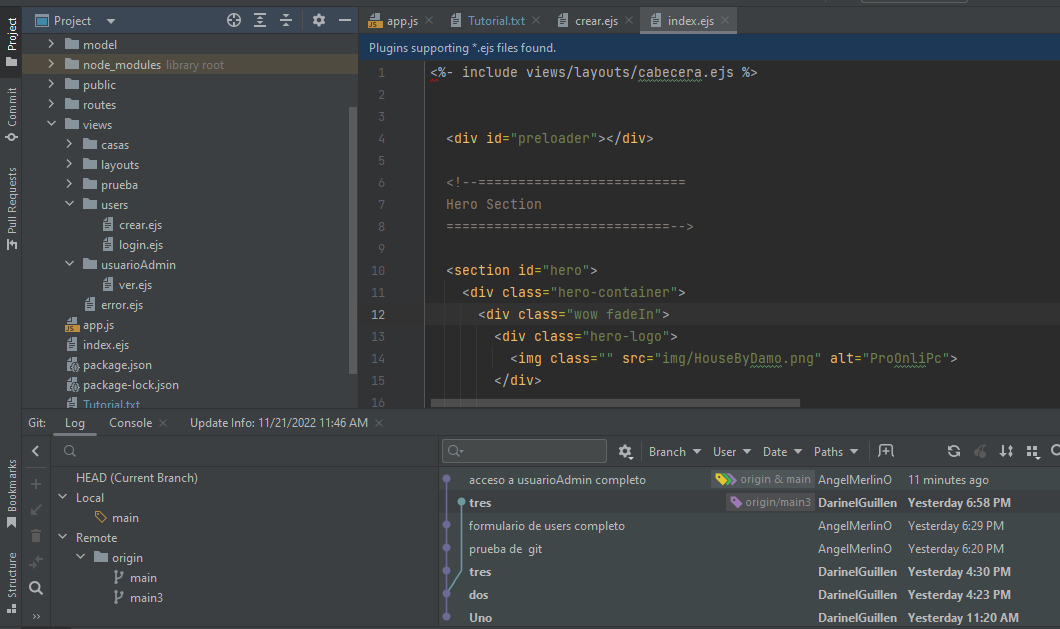 Project
app.js
Tutorial.txt
crear.ejs
index.ejs
Project
Commit
Pull Requests
Bookmarks
Structure
model
node_modules library root
public
routes
views
casas
layouts
prueba
users
crear.ejs
login.ejs
usuarioAdmin
ver.ejs
error.ejs
app.js
index.ejs
package.json
package-lock.json
Tutorial.txt
Plugins supporting *.ejs files found.
1 <%- include views/layouts/cabecera.ejs %>
2
3
4 <div id="preloader"></div>
5
6 <!--==========================
7 Hero Section
8 ============================-->
9
10 <section id="hero">
11 <div class="hero-container">
12 <div class="wow fadeIn">
13 <div class="hero-logo">
14 <img class="" src="img/HouseByDamo.png" alt="ProOnliPc">
15 </div>
16
Git: Log Console Update Info: 11/21/2022 11:46 AM
HEAD (Current Branch)
Local
main
Remote
origin
main
main3
Branch User Date Paths
acceso a usuarioAdmin completo origin & main AngelMerlinO 11 minutes ago
tres origin/main3 DarinelGuillen Yesterday 6:58 PM
formulario de users completo AngelMerlinO Yesterday 6:29 PM
prueba de git AngelMerlinO Yesterday 6:20 PM
tres DarinelGuillen Yesterday 4:30 PM
dos DarinelGuillen Yesterday 4:23 PM
Uno DarinelGuillen Yesterday 11:20 AM